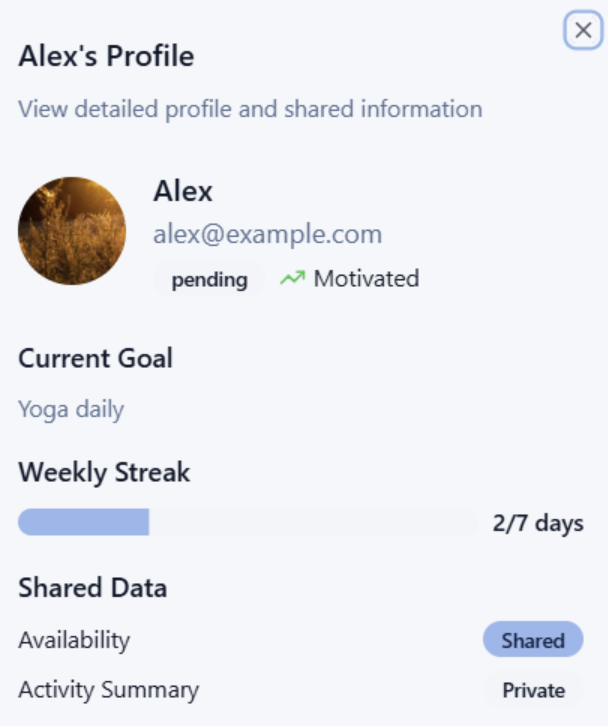 Alex's Profile
View detailed profile and shared information
Alex
alex@example.com
pending Motivated
Current Goal
Yoga daily
Weekly Streak
2/7 days
Shared Data
Availability Shared
Activity Summary Private